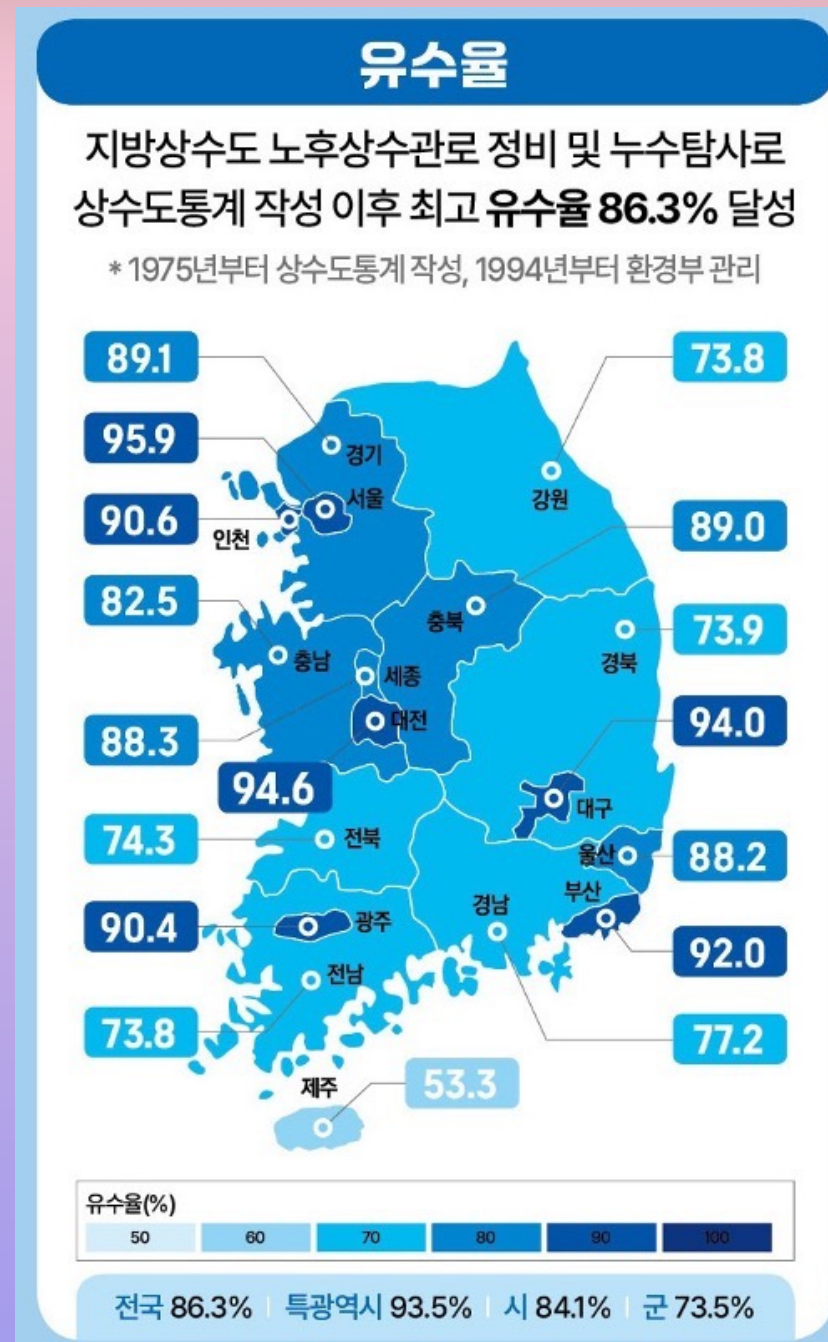 유수율
지방상수도 노후상수관로 정비 및 누수탐사로
상수도통계 작성 이후 최고 유수율 86.3% 달성
* 1975년부터 상수도통계 작성, 1994년부터 환경부 관리
89.1
73.8
95.9
경기
서울
강원
90.6
인천
89.0
82.5
충북
73.9
충남
세종
경북
88.3
대전
94.0
94.6
대구
74.3
전북
울산
88.2
부산
90.4
광주
경남
92.0
전남
73.8
77.2
제주
53.3
유수율(%)
50 60 70 80 90 100
전국 86.3% 특광역시 93.5% 시 84.1% 군 73.5%